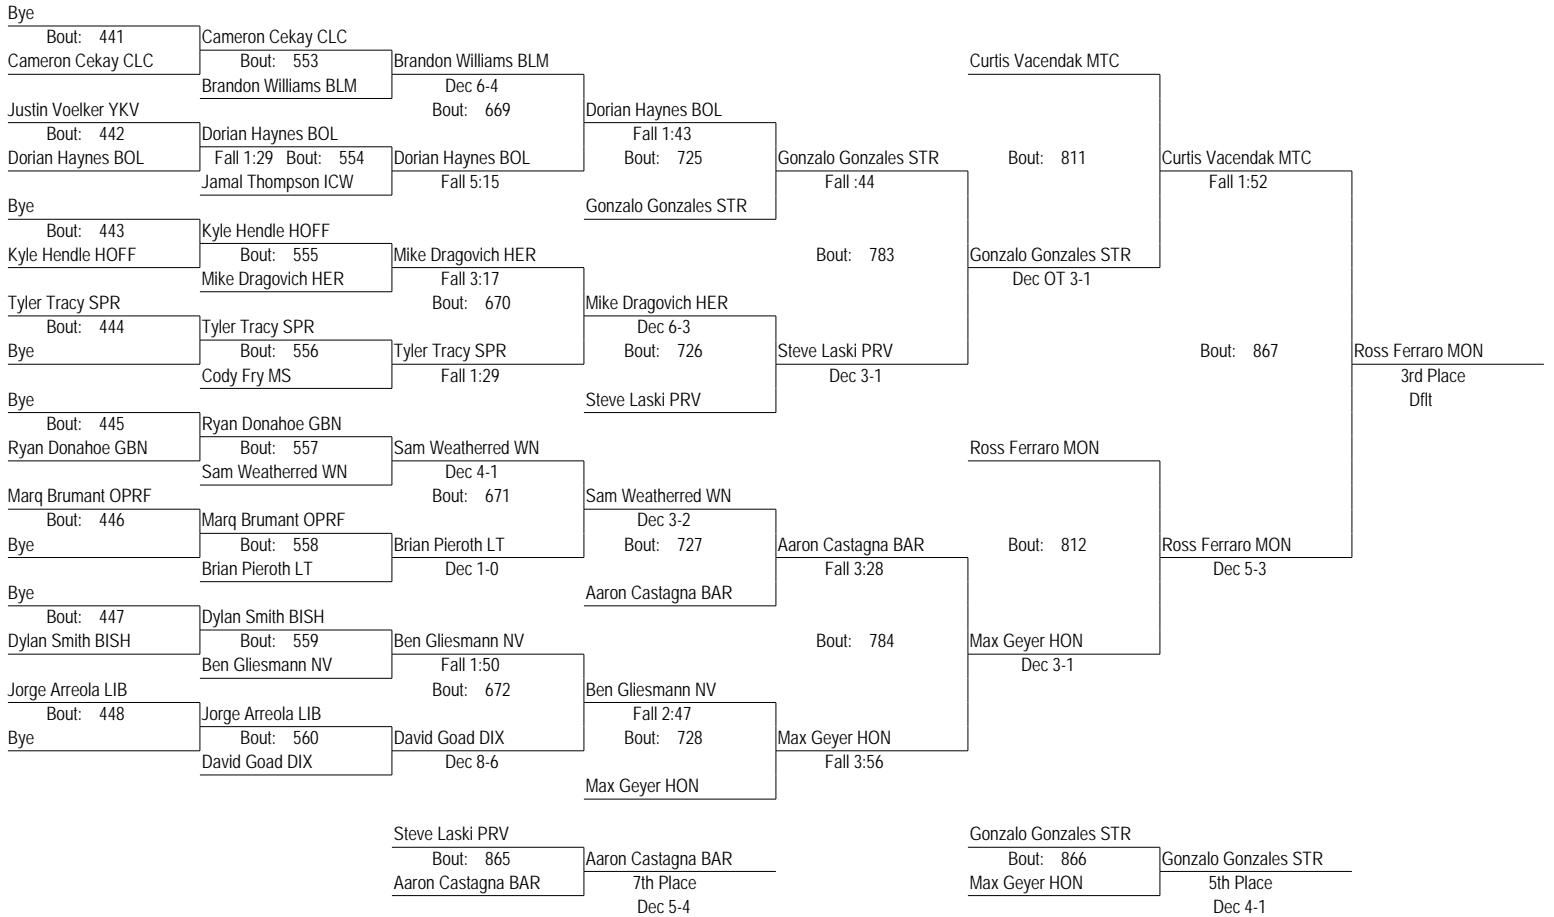 Bye
Bout: 441
Cameron Cekay CLC
Cameron Cekay CLC
Bout: 553
Brandon Williams BLM
Brandon Williams BLM
Dec 6-4
Bout: 669
Justin Voelker YKV
Bout: 442
Dorian Haynes BOL
Dorian Haynes BOL
Fall 1:29 Bout: 554
Jamal Thompson ICW
Dorian Haynes BOL
Fall 5:15
Dorian Haynes BOL
Fall 1:43
Bout: 725
Gonzalo Gonzales STR
Gonzalo Gonzales STR
Fall :44
Bye
Bout: 443
Kyle Hendle HOFF
Kyle Hendle HOFF
Bout: 555
Mike Dragovich HER
Mike Dragovich HER
Fall 3:17
Bout: 670
Tyler Tracy SPR
Bout: 444
Bye
Tyler Tracy SPR
Bout: 556
Cody Fry MS
Tyler Tracy SPR
Fall 1:29
Mike Dragovich HER
Dec 6-3
Bout: 726
Steve Laski PRV
Steve Laski PRV
Dec 3-1
Bout: 783
Gonzalo Gonzales STR
Dec OT 3-1
Curtis Vacendak MTC
Bout: 811
Curtis Vacendak MTC
Fall 1:52
Bye
Bout: 445
Ryan Donahoe GBN
Ryan Donahoe GBN
Bout: 557
Sam Weatherred WN
Sam Weatherred WN
Dec 4-1
Bout: 671
Marq Brumant OPRF
Bout: 446
Bye
Marq Brumant OPRF
Bout: 558
Brian Pieroth LT
Brian Pieroth LT
Dec 1-0
Sam Weatherred WN
Dec 3-2
Bout: 727
Aaron Castagna BAR
Aaron Castagna BAR
Fall 3:28
Bye
Bout: 447
Dylan Smith BISH
Dylan Smith BISH
Bout: 559
Ben Gliesmann NV
Ben Gliesmann NV
Fall 1:50
Bout: 672
Jorge Arreola LIB
Bout: 448
Bye
Jorge Arreola LIB
Bout: 560
David Goad DIX
David Goad DIX
Dec 8-6
Ben Gliesmann NV
Fall 2:47
Bout: 728
Max Geyer HON
Max Geyer HON
Fall 3:56
Bout: 784
Max Geyer HON
Dec 3-1
Ross Ferraro MON
Bout: 812
Ross Ferraro MON
Dec 5-3
Bout: 867
Ross Ferraro MON
3rd Place
Dflt
Steve Laski PRV
Bout: 865
Aaron Castagna BAR
Aaron Castagna BAR
7th Place
Dec 5-4
Gonzalo Gonzales STR
Bout: 866
Max Geyer HON
Gonzalo Gonzales STR
5th Place
Dec 4-1